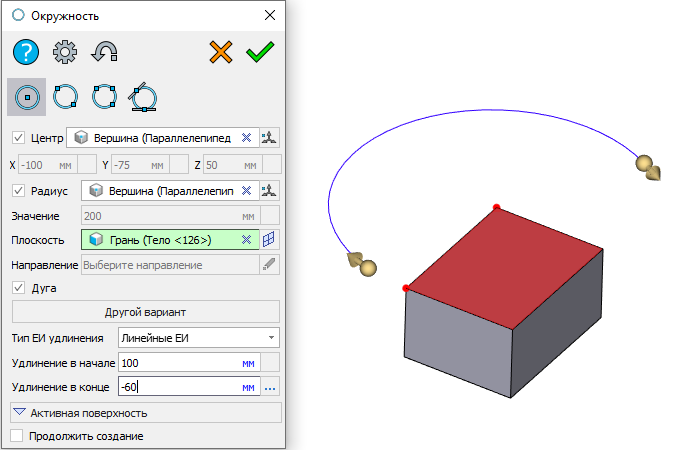 Окружность
?
Центр Вершина (Параллелепипед
X -100 мм Y -75 мм Z 50 мм
Радиус Вершина (Параллелепип
Значение 200 мм
Плоскость Грань (Тело <126>)
Направление Выберите направление
Дуга
Другой вариант
Тип ЕИ удлинения Линейные ЕИ
Удлинение в начале 100 мм
Удлинение в конце -60 мм ...
Активная поверхность
Продолжить создание